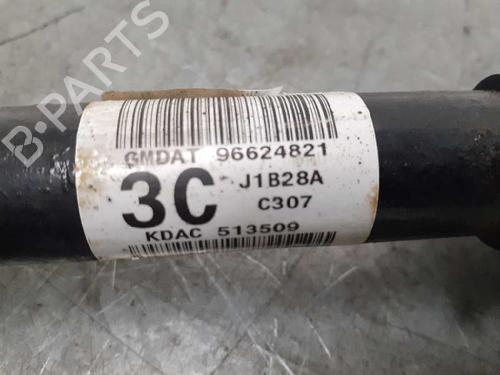 B-PARTS
GMDAT 96624821
3C J1B28A
C307
KDAC 513509